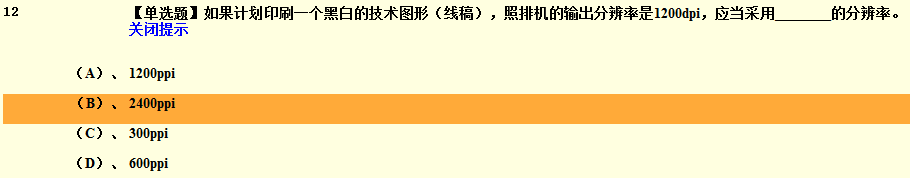 12 【单选题】如果计划印刷一个黑白的技术图形（线稿），照排机的输出分辨率是1200dpi，应当采用________的分辨率。
关闭提示
（A）、 1200ppi
（B）、 2400ppi
（C）、 300ppi
（D）、 600ppi